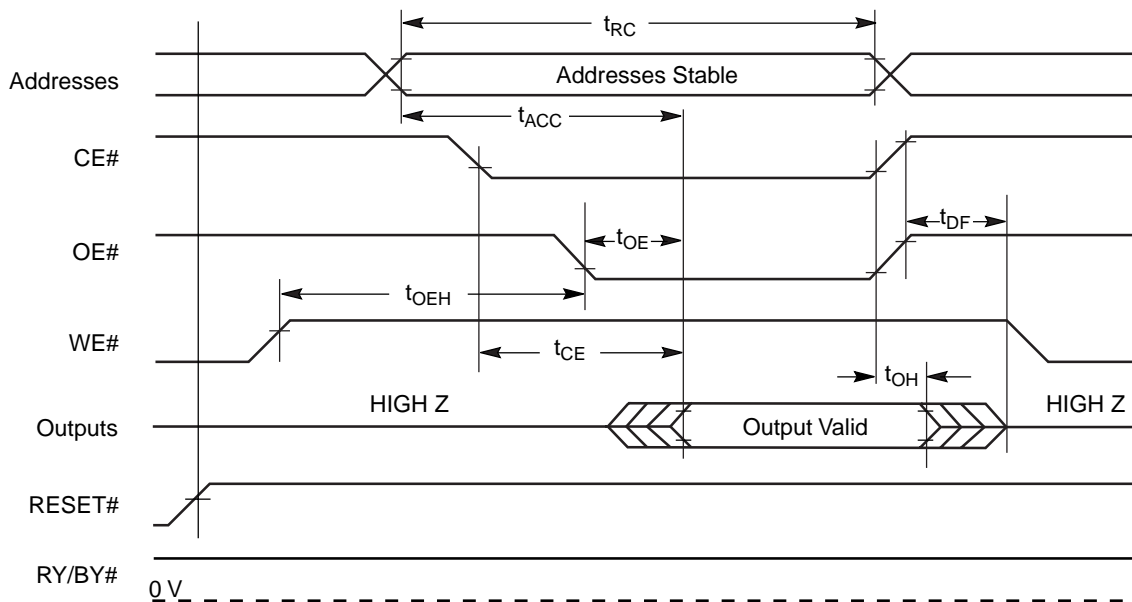 tRC
Addresses
Addresses Stable
tACC
CE#
tDF
OE#
tOE
tOEH
WE#
tCE
tOH
HIGH Z
HIGH Z
Outputs
Output Valid
RESET#
RY/BY#
0 V